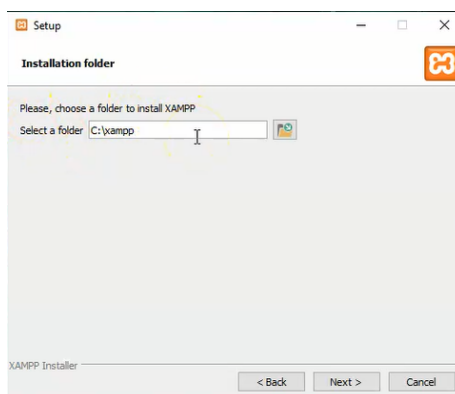 Setup
Installation folder
Please, choose a folder to install XAMPP
Select a folder C:\xampp
XAMPP Installer
< Back Next > Cancel